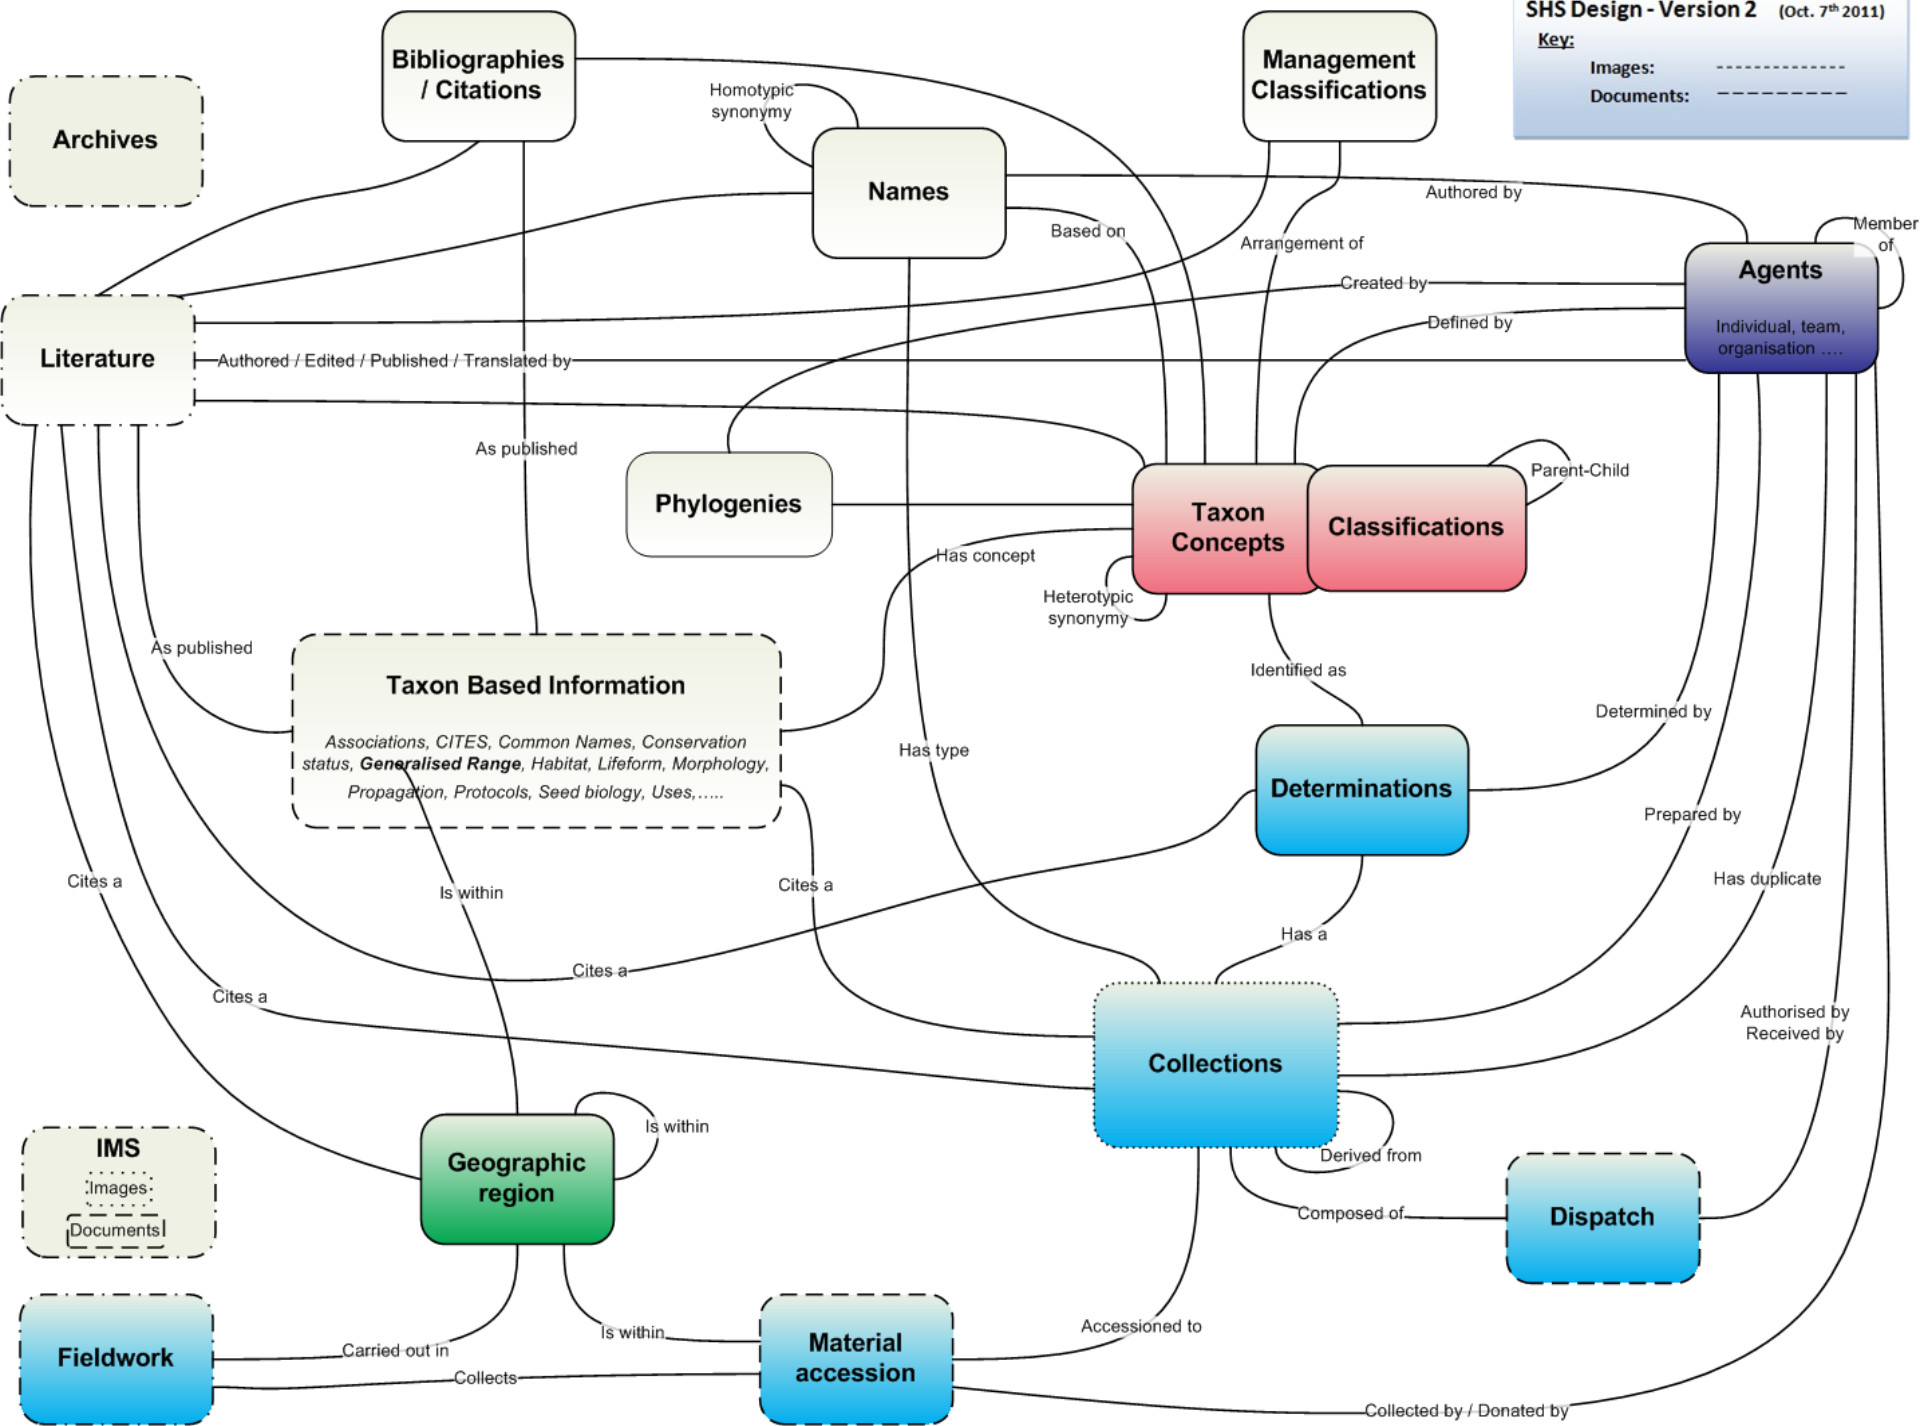 SHS Design - Version 2 (Oct. 7th 2011)
Key:
Images:
Documents:
Bibliographies
/ Citations
Management
Classifications
Archives
Homotypic
synonymy
Names
Authored by
Based on
Arrangement of
Member
of
Agents
Individual, team,
organisation ....
Created by
Defined by
Literature
Authored / Edited / Published / Translated by
As published
Phylogenies
Taxon
Concepts
Classifications
Parent-Child
Has concept
Heterotypic
synonymy
As published
Identified as
Taxon Based Information
Associations, CITES, Common Names, Conservation
status, Generalised Range, Habitat, Lifeform, Morphology,
Propagation, Protocols, Seed biology, Uses,.....
Has type
Determined by
Determinations
Prepared by
Has duplicate
Cites a
Is within
Cites a
Has a
Cites a
Cites a
Authorised by
Received by
Collections
Is within
Geographic
region
Derived from
IMS
Images
Documents
Composed of
Dispatch
Fieldwork
Carried out in
Is within
Collects
Material
accession
Accessioned to
Collected by / Donated by